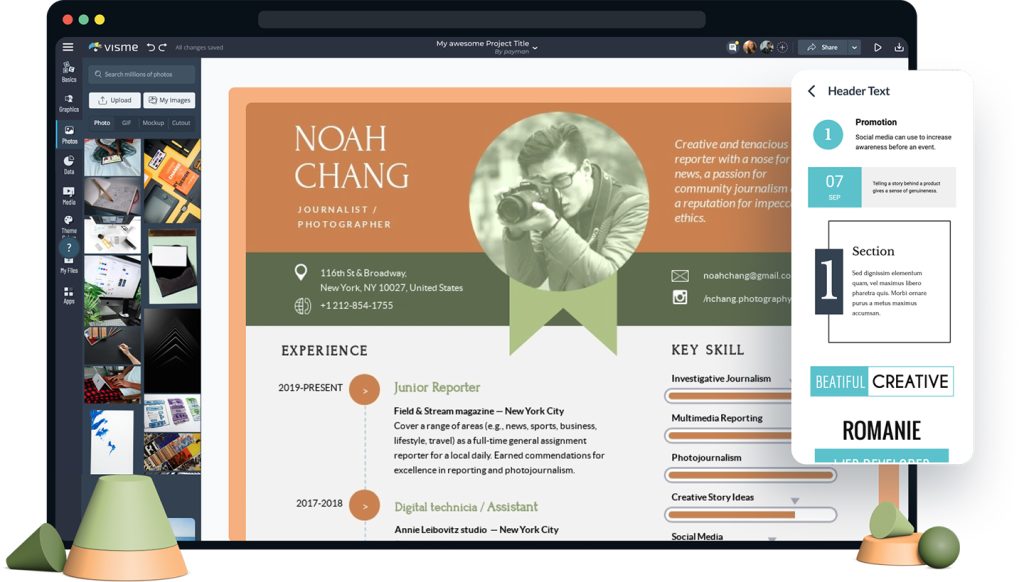 visme
All changes saved
My awesome Project Title
By payman
Share
Basics
Graphics
Photos
Data
Media
Theme
?
My Files
Apps
Search millions of photos
Upload
My Images
Photo
GIF
Mockup
Cutout
NOAH
CHANG
JOURNALIST /
PHOTOGRAPHER
Creative and tenacious
reporter with a nose for
news, a passion for
community journalism
a reputation for impecc
ethics.
116th St & Broadway,
New York, NY 10027, United States
+1 212-854-1755
noahchang@gmail.co
/nchang.photography
EXPERIENCE
2019-PRESENT
>
Junior Reporter
Field & Stream magazine — New York City
Cover a range of areas (e.g., news, sports, business,
lifestyle, travel) as a full-time general assignment
reporter for a local daily. Earned commendations for
excellence in reporting and photojournalism.
2017-2018
>
Digital technicia / Assistant
Annie Leibovitz studio — New York City
KEY SKILL
Investigative Journalism
Multimedia Reporting
Photojournalism
Creative Story Ideas
Social Media
Header Text
1
Promotion
Social media can use to increase
awareness before an event.
07
SEP
Telling a story behind a product
gives a sense of genuineness.
1
Section
Sed dignissim elementum
quam, vel maximus libero
pharetra quis. Morbi ornare
purus a metus maximus
accumsan.
BEATIFUL CREATIVE
ROMANIE
WEB DEVELOPER